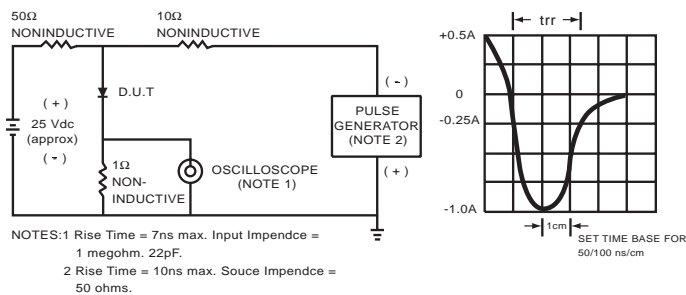 50Ω
NONINDUCTIVE
10Ω
NONINDUCTIVE
trr
+0.5A
D.U.T
(+)
25 Vdc
(approx)
(-)
(-)
PULSE
GENERATOR
(NOTE 2)
(+)
0
-0.25A
1Ω
NON-
INDUCTIVE
OSCILLOSCOPE
(NOTE 1)
-1.0A
1cm
SET TIME BASE FOR
50/100 ns/cm
NOTES:1 Rise Time = 7ns max. Input Impendce =
1 megohm. 22pF.
2 Rise Time = 10ns max. Souce Impendce =
50 ohms.